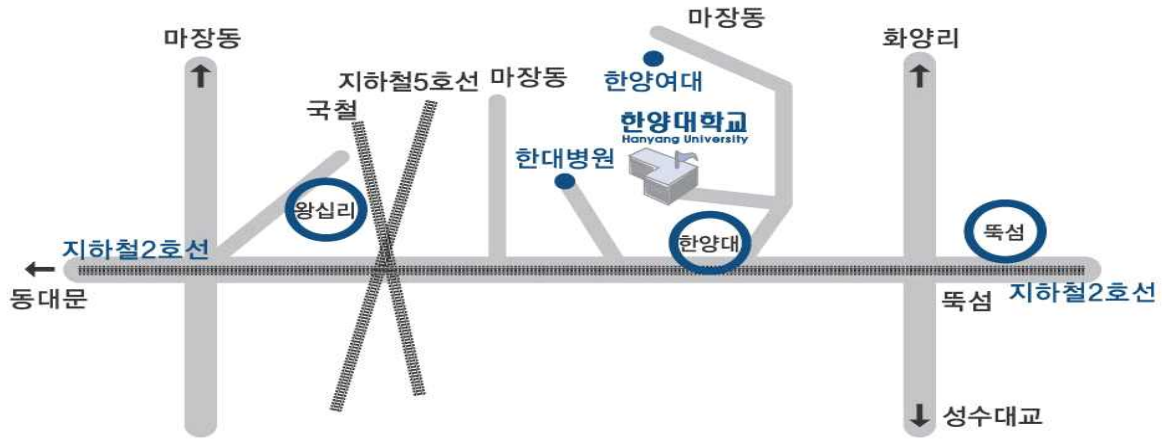 마장동
마장동
화양리
지하철5호선
마장동
한양여대
국철
한양대학교
Hanyang University
한대병원
왕십리
한양대
뚝섬
지하철2호선
동대문
뚝섬
지하철2호선
성수대교